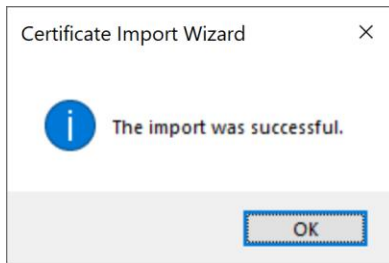 Certificate Import Wizard
The import was successful.
OK